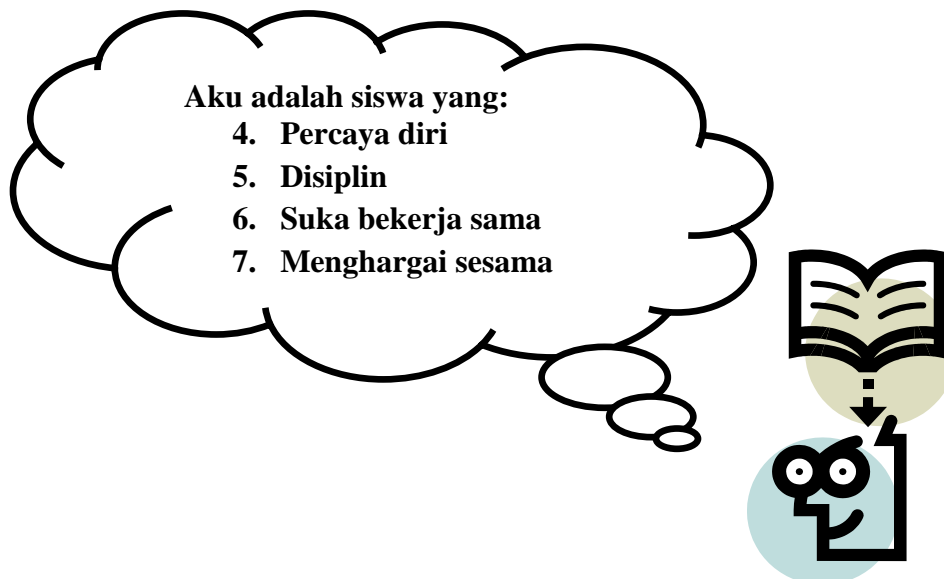 Aku adalah siswa yang:
4. Percaya diri
5. Disiplin
6. Suka bekerja sama
7. Menghargai sesama